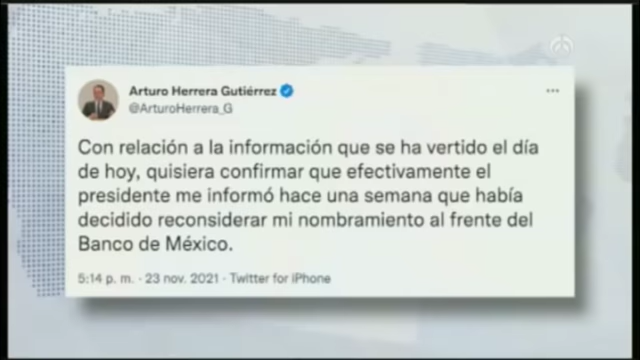 Arturo Herrera Gutiérrez
@ArturoHerrera_G
Con relación a la información que se ha vertido el día
de hoy, quisiera confirmar que efectivamente el
presidente me informó hace una semana que había
decidido reconsiderar mi nombramiento al frente del
Banco de México.
5:14 p. m. · 23 nov. 2021 · Twitter for iPhone